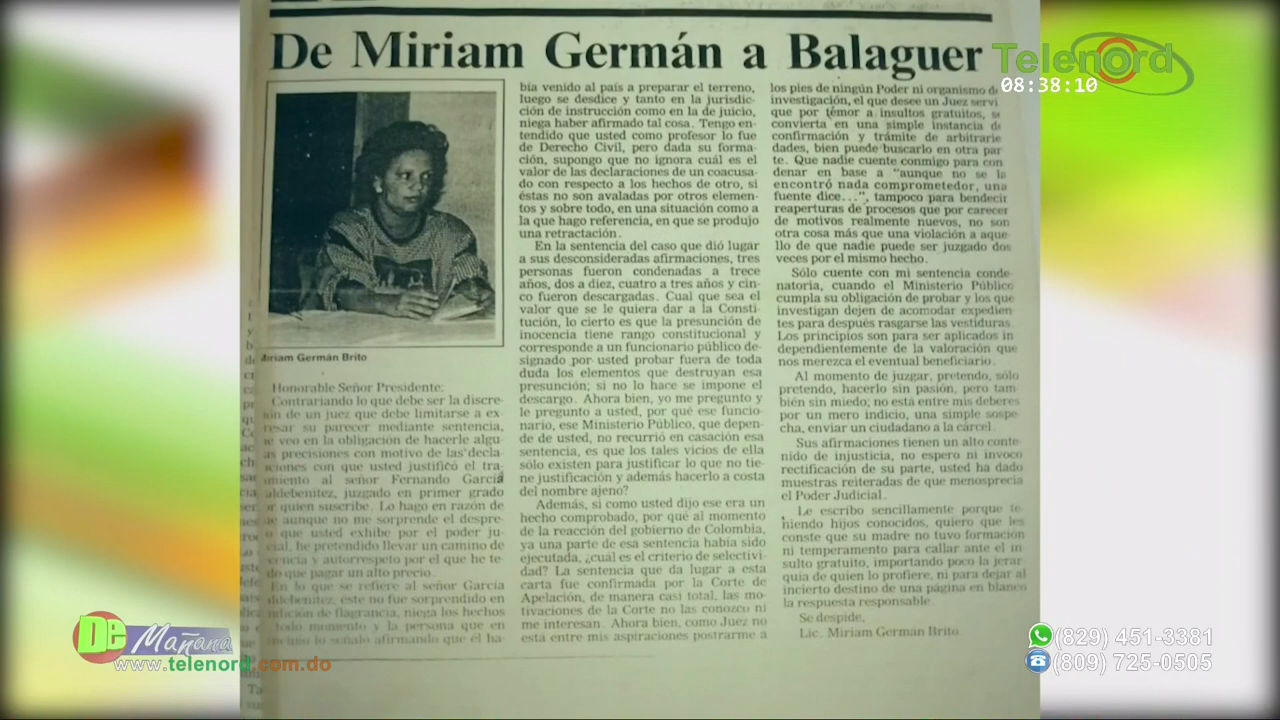 De Miriam Germán a Balaguer
Telenord
08:38:10
Miriam Germán Brito
Honorable Señor Presidente:
Contrariando lo que debe ser la discre-
ón de un juez que debe limitarse a ex-
resar su parecer mediante sentencia,
e veo en la obligación de hacerle algu-
as precisiones con motivo de las decla-
ciones con que usted justificó el tra-
amiento al señor Fernando García
aldebenítez, juzgado en primer grado
or quien suscribe. Lo hago en razón de
e aunque no me sorprende el despre-
o que usted exhibe por el poder ju-
cial, he pretendido llevar un camino de
vencia y autorrespeto por el que he te-
do que pagar un alto precio.
En lo que se refiere al señor García
aldebenítez, éste no fue sorprendido en
ndición de flagrancia, niega los hechos
todo momento y la persona que en
incipio lo señaló afirmando que él ha-
bía venido al país a preparar el terreno,
luego se desdice y tanto en la jurisdic-
ción de instrucción como en la de juicio,
niega haber afirmado tal cosa. Tengo en-
tendido que usted como profesor lo fue
de Derecho Civil, pero dada su forma-
ción, supongo que no ignora cuál es el
valor de las declaraciones de un coacusa-
do con respecto a los hechos de otro, si
éstas no son avaladas por otros elemen-
tos y sobre todo, en una situación como a
la que hago referencia, en que se produjo
una retractación.
En la sentencia del caso que dió lugar
a sus desconsideradas afirmaciones, tres
personas fueron condenadas a trece
años, dos a diez, cuatro a tres años y cin-
co fueron descargadas. Cual que sea el
valor que se le quiera dar a la Consti-
tución, lo cierto es que la presunción de
inocencia tiene rango constitucional y
corresponde a un funcionario público de-
signado por usted probar fuera de toda
duda los elementos que destruyan esa
presunción; si no lo hace se impone el
descargo. Ahora bien, yo me pregunto y
le pregunto a usted, por qué ese funcio-
nario, ese Ministerio Público, que depen-
de de usted, no recurrió en casación esa
sentencia, es que los tales vicios de ella
sólo existen para justificar lo que no tie-
ne justificación y además hacerlo a costa
del nombre ajeno?
Además, si como usted dijo ese era un
hecho comprobado, por qué al momento
de la reacción del gobierno de Colombia,
ya una parte de esa sentencia había sido
ejecutada, ¿cuál es el criterio de selectivi-
dad? La sentencia que da lugar a esta
carta fue confirmada por la Corte de
Apelación, de manera casi total, las mo-
tivaciones de la Corte no las conozco ni
me interesan. Ahora bien, como Juez no
está entre mis aspiraciones postrarme a
los pies de ningún Poder ni organismo de
investigación, el que desee un Juez servi
que por temor a insultos gratuitos, se
convierta en una simple instancia de
confirmación y trámite de arbitrarie
dades, bien puede buscarlo en otra par
te. Que nadie cuente conmigo para con
denar en base a "aunque no se la
encontró nada comprometedor, una
fuente dice...", tampoco para bendecir
reaperturas de procesos que por carecer
de motivos realmente nuevos, no son
otra cosa más que una violación a aque-
llo de que nadie puede ser juzgado dos
veces por el mismo hecho.
Sólo cuente con mi sentencia conde-
natoria, cuando el Ministerio Público
cumpla su obligación de probar y los que
investigan dejen de acomodar expedien-
tes para después rasgarse las vestiduras.
Los principios son para ser aplicados in-
dependientemente de la valoración que
nos merezca el eventual beneficiario.
Al momento de juzgar, pretendo, sólo
pretendo, hacerlo sin pasión, pero tam
bién sin miedo; no está entre mis deberes
por un mero indicio, una simple sospe-
cha, enviar un ciudadano a la cárcel.
Sus afirmaciones tienen un alto conte-
nido de injusticia, no espero ni invoco
rectificación de su parte, usted ha dado
muestras reiteradas de que menosprecia
el Poder Judicial.
Le escribo sencillamente porque te-
niendo hijos conocidos, quiero que les
conste que su madre no tuvo formación
ni temperamento para callar ante el in-
sulto gratuito, importando poco la jerar-
quía de quien lo profiere, ni para dejar al
incierto destino de una página en blanco
la respuesta responsable.
Se despide,
Lic. Miriam Germán Brito
De Mañana
www.telenord.com.do
(829) 451-3381
(809) 725-0505